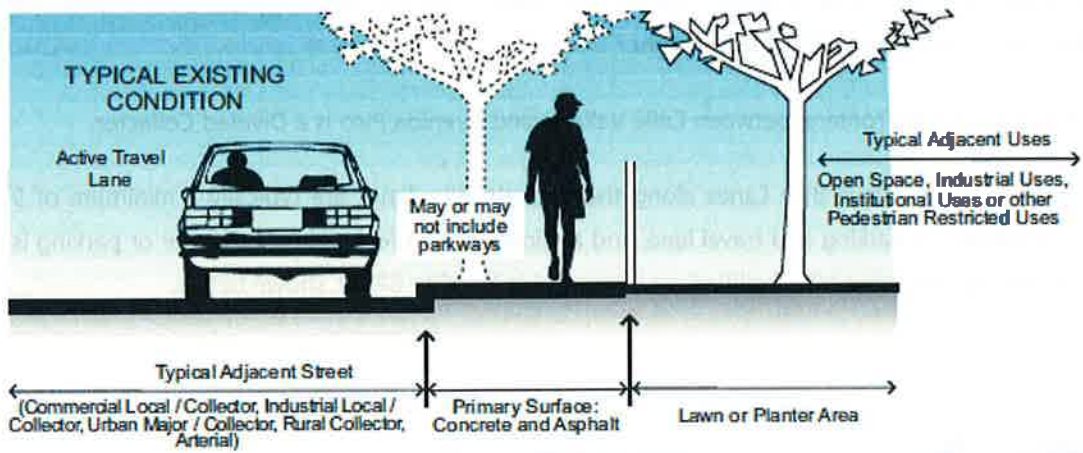 TYPICAL EXISTING
CONDITION
Active Travel
Lane
May or may
not include
parkways
Typical Adjacent Uses
Open Space, Industrial Uses,
Institutional Uses or other
Pedestrian Restricted Uses
Typical Adjacent Street
(Commercial Local / Collector, Industrial Local /
Collector, Urban Major / Collector, Rural Collector,
Arterial)
Primary Surface:
Concrete and Asphalt
Lawn or Planter Area